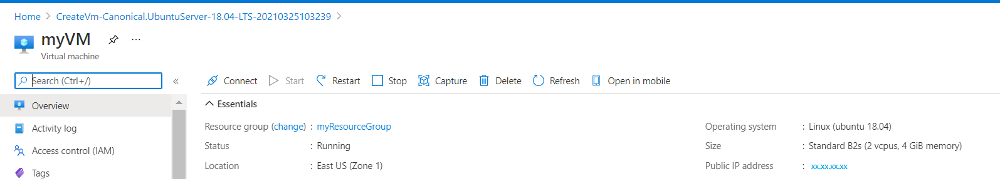 Home > CreateVm-Canonical.UbuntuServer-18.04-LTS-20210325103239 >
myVM ...
Virtual machine
Search (Ctrl+/) «
Connect Start Restart Stop Capture Delete Refresh Open in mobile
Overview
Activity log
Access control (IAM)
Tags
Essentials
Resource group (change) : myResourceGroup
Status : Running
Location : East US (Zone 1)
Operating system : Linux (ubuntu 18.04)
Size : Standard B2s (2 vcpus, 4 GiB memory)
Public IP address : xx.xx.xx.xx